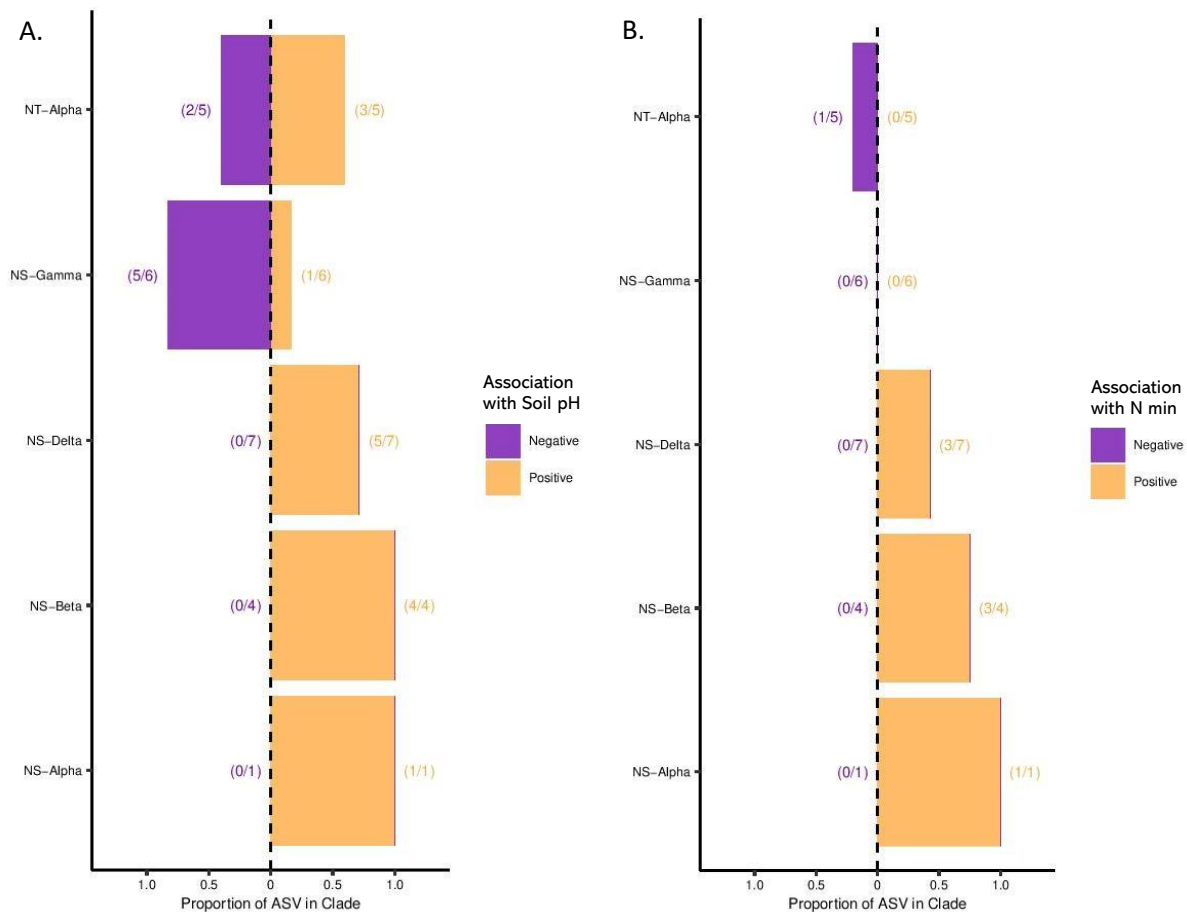 A.
NT-Alpha
(2/5)
(3/5)
NS-Gamma
(5/6)
(1/6)
NS-Delta
(0/7)
(5/7)
NS-Beta
(0/4)
(4/4)
NS-Alpha
(0/1)
(1/1)
1.0 0.5 0 0.5 1.0
Proportion of ASV in Clade
Association
with Soil pH
Negative
Positive
B.
NT-Alpha
(1/5)
(0/5)
NS-Gamma
(0/6)
(0/6)
NS-Delta
(0/7)
(3/7)
NS-Beta
(0/4)
(3/4)
NS-Alpha
(0/1)
(1/1)
1.0 0.5 0 0.5 1.0
Proportion of ASV in Clade
Association
with N min
Negative
Positive